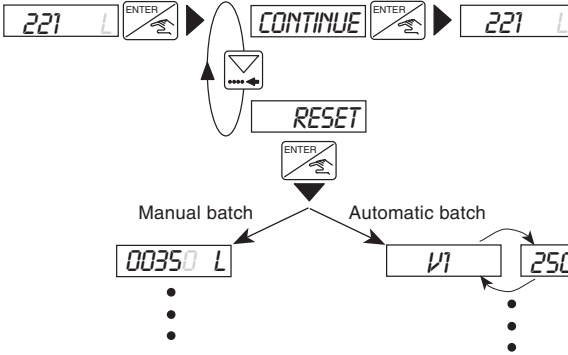 221 L ENTER CONTINUE ENTER 221 L
RESET
ENTER
Manual batch Automatic batch
00350 L V1 250